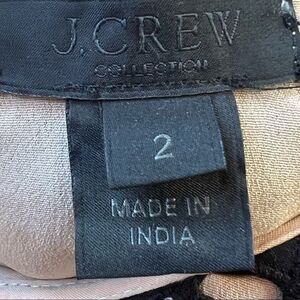 J.CREW
COLLECTION
2
MADE IN
INDIA